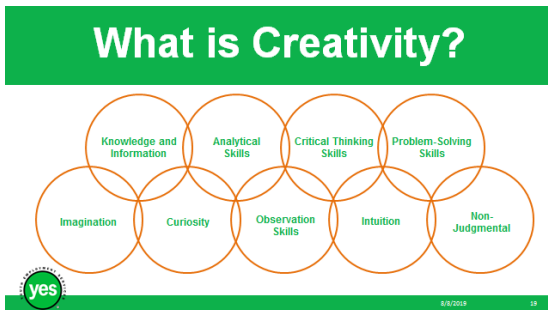 What is Creativity?
Knowledge and
Information
Analytical
Skills
Critical Thinking
Skills
Problem-Solving
Skills
Imagination
Curiosity
Observation
Skills
Intuition
Non-
Judgmental
yes
8/8/2019
19